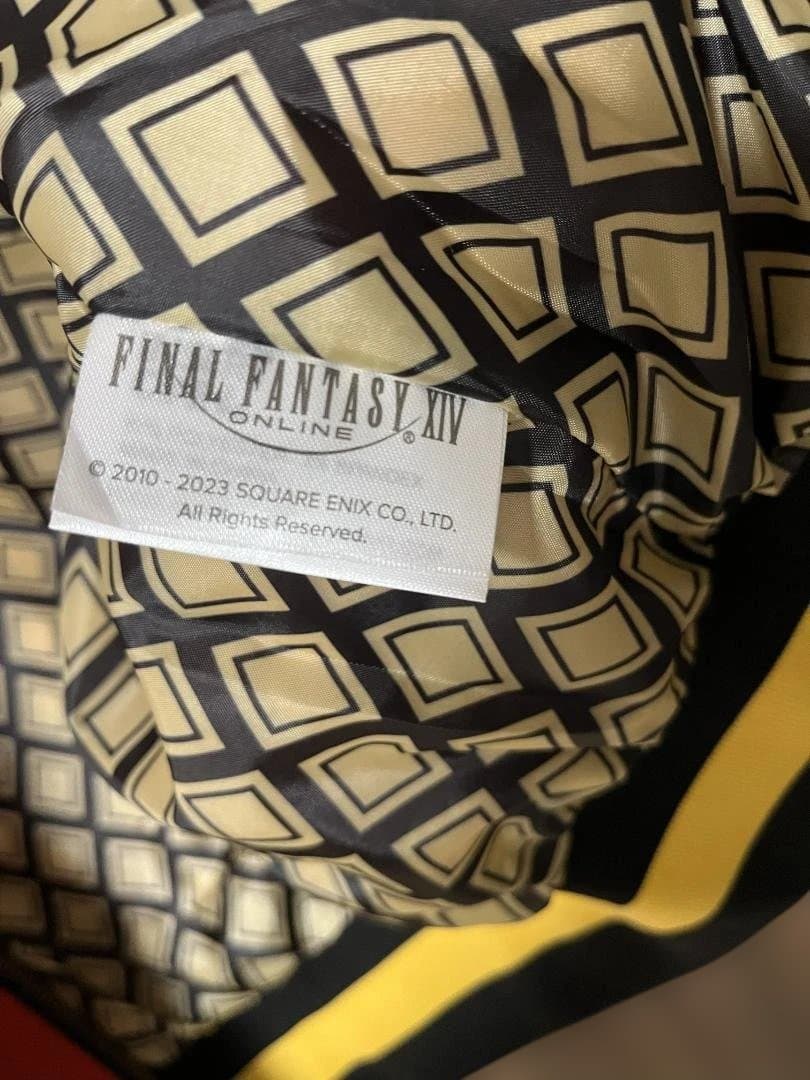 FINAL FANTASY XIV
ONLINE ®
© 2010 - 2023 SQUARE ENIX CO., LTD.
All Rights Reserved.